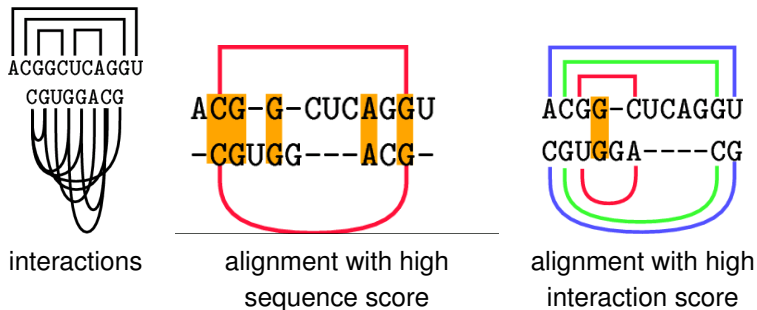 ACGGCUCAGGU
CGUGGACG
interactions
ACG-G-CUCAGGU
-CGUGG---ACG-
alignment with high
sequence score
ACGG-CUCAGGU
CGUGGA----CG
alignment with high
interaction score